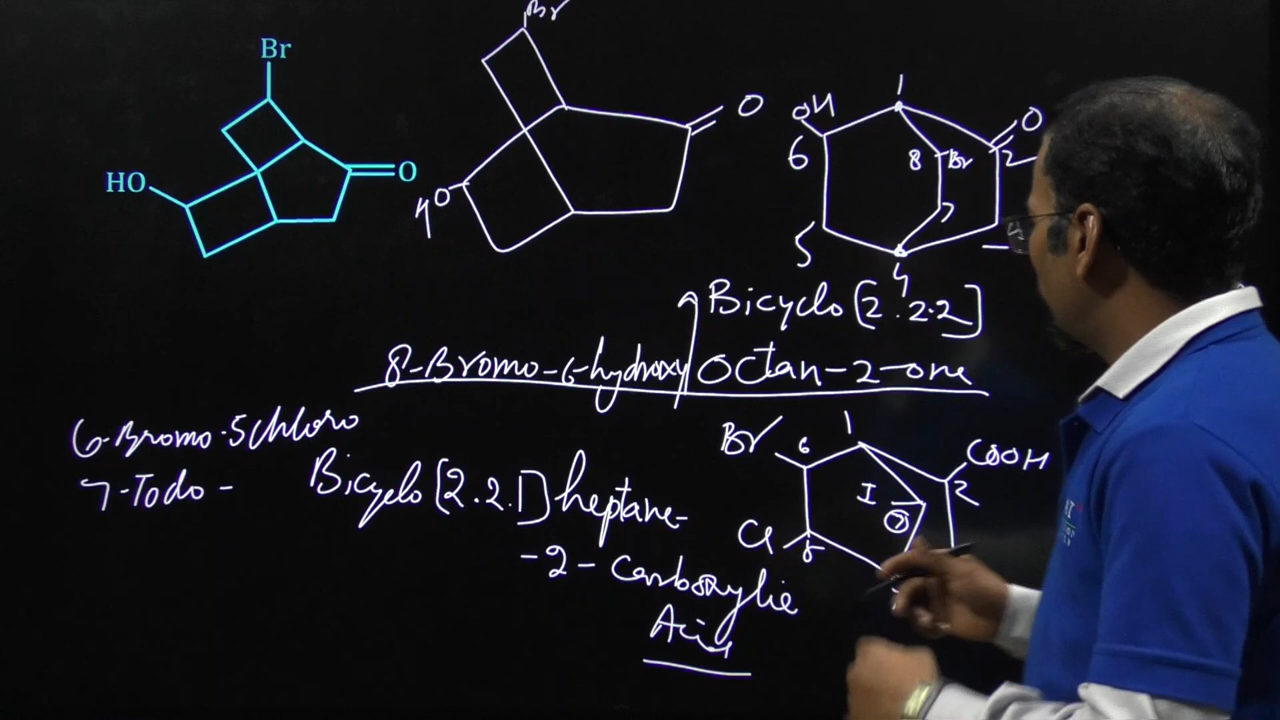 Br
HO
O
Br
O
HO
1
OH
6
8
Br
O
2
7
5
4
Bicyclo[2.2.2]
8-Bromo-6-hydroxy Octan-2-one
6-Bromo-5chloro
7-Iodo-
Bicyclo[2.2.1]heptane-
-2-Carboxylic
Acid
1
Br
6
COOH
2
I
7
Cl
5